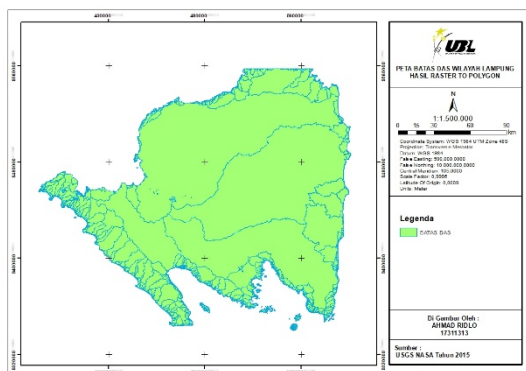 UBL
PETA BATAS DAS WILAYAH LAMPUNG
HASIL RASTER TO POLYGON
N
1:1.500.000
0 15 30 60 90
Km
Coordinate System: WGS 1984 UTM Zone 48S
Projection: Transverse Mercator
Datum: WGS 1984
False Easting: 500.000,0000
False Northing: 10.000.000,0000
Central Meridian: 105,0000
Scale Factor: 0,9996
Latitude Of Origin: 0,0000
Units: Meter
Legenda
BATAS DAS
Di Gambar Oleh :
AHMAD RIDLO
17311313
Sumber :
USGS NASA Tahun 2015